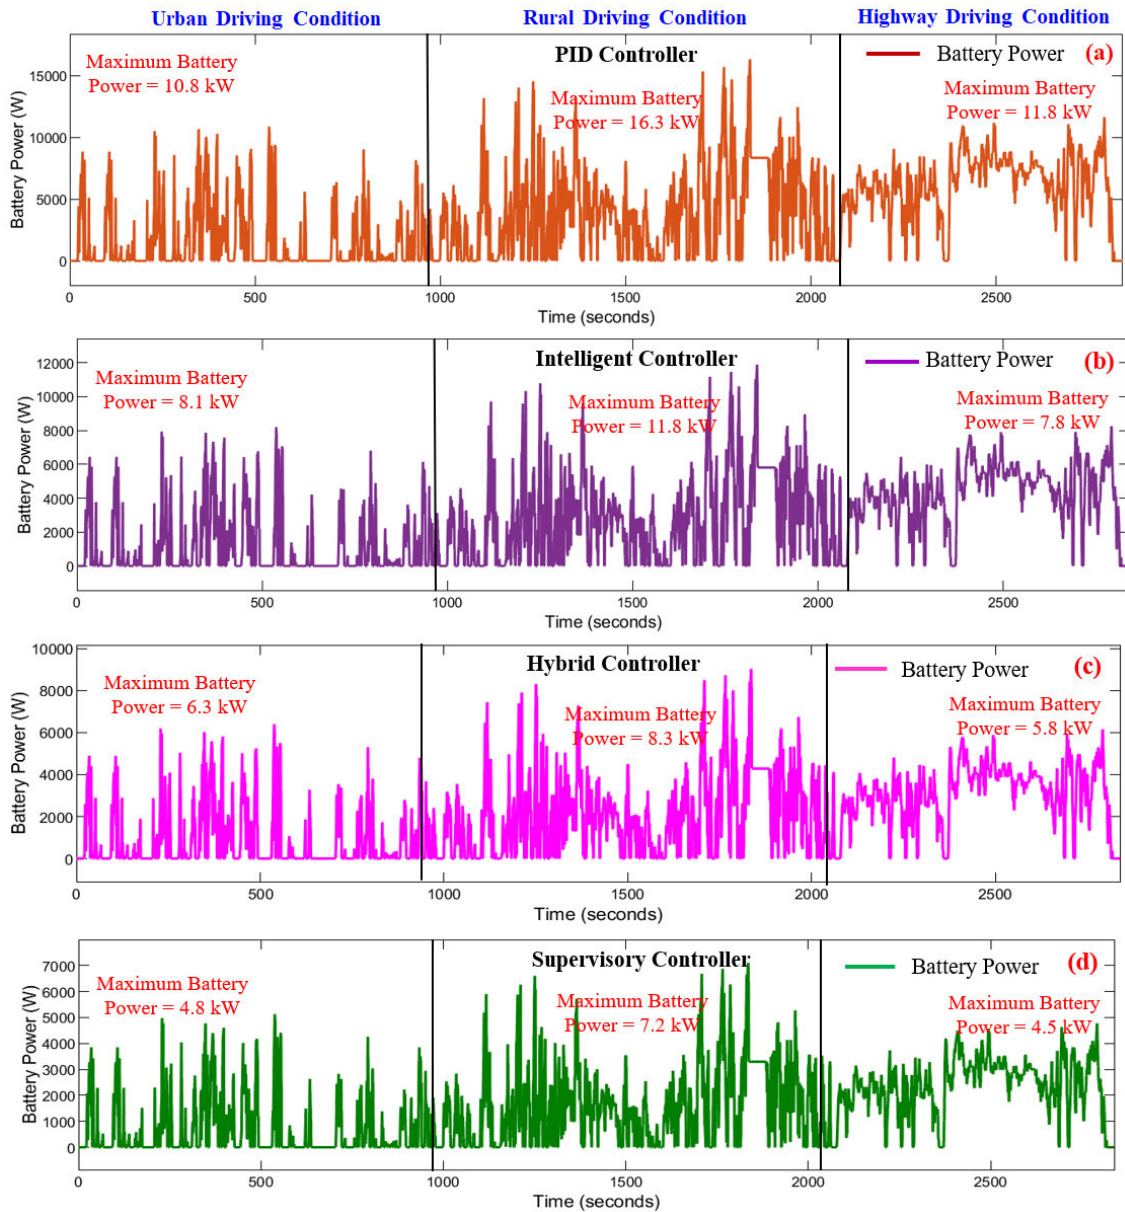 Urban Driving Condition
Rural Driving Condition
Highway Driving Condition
PID Controller
Battery Power
(a)
Maximum Battery
Power = 10.8 kW
Maximum Battery
Power = 16.3 kW
Maximum Battery
Power = 11.8 kW
Battery Power (W)
15000
10000
5000
0
0
500
1000
1500
2000
2500
Time (seconds)
Intelligent Controller
Battery Power
(b)
Maximum Battery
Power = 8.1 kW
Maximum Battery
Power = 11.8 kW
Maximum Battery
Power = 7.8 kW
Battery Power (W)
12000
10000
8000
6000
4000
2000
0
0
500
1000
1500
2000
2500
Time (seconds)
Hybrid Controller
Battery Power
(c)
Maximum Battery
Power = 6.3 kW
Maximum Battery
Power = 8.3 kW
Maximum Battery
Power = 5.8 kW
Battery Power (W)
10000
8000
6000
4000
2000
0
0
500
1000
1500
2000
2500
Time (seconds)
Supervisory Controller
Battery Power
(d)
Maximum Battery
Power = 4.8 kW
Maximum Battery
Power = 7.2 kW
Maximum Battery
Power = 4.5 kW
Battery Power (W)
7000
6000
5000
4000
3000
2000
1000
0
0
500
1000
1500
2000
2500
Time (seconds)